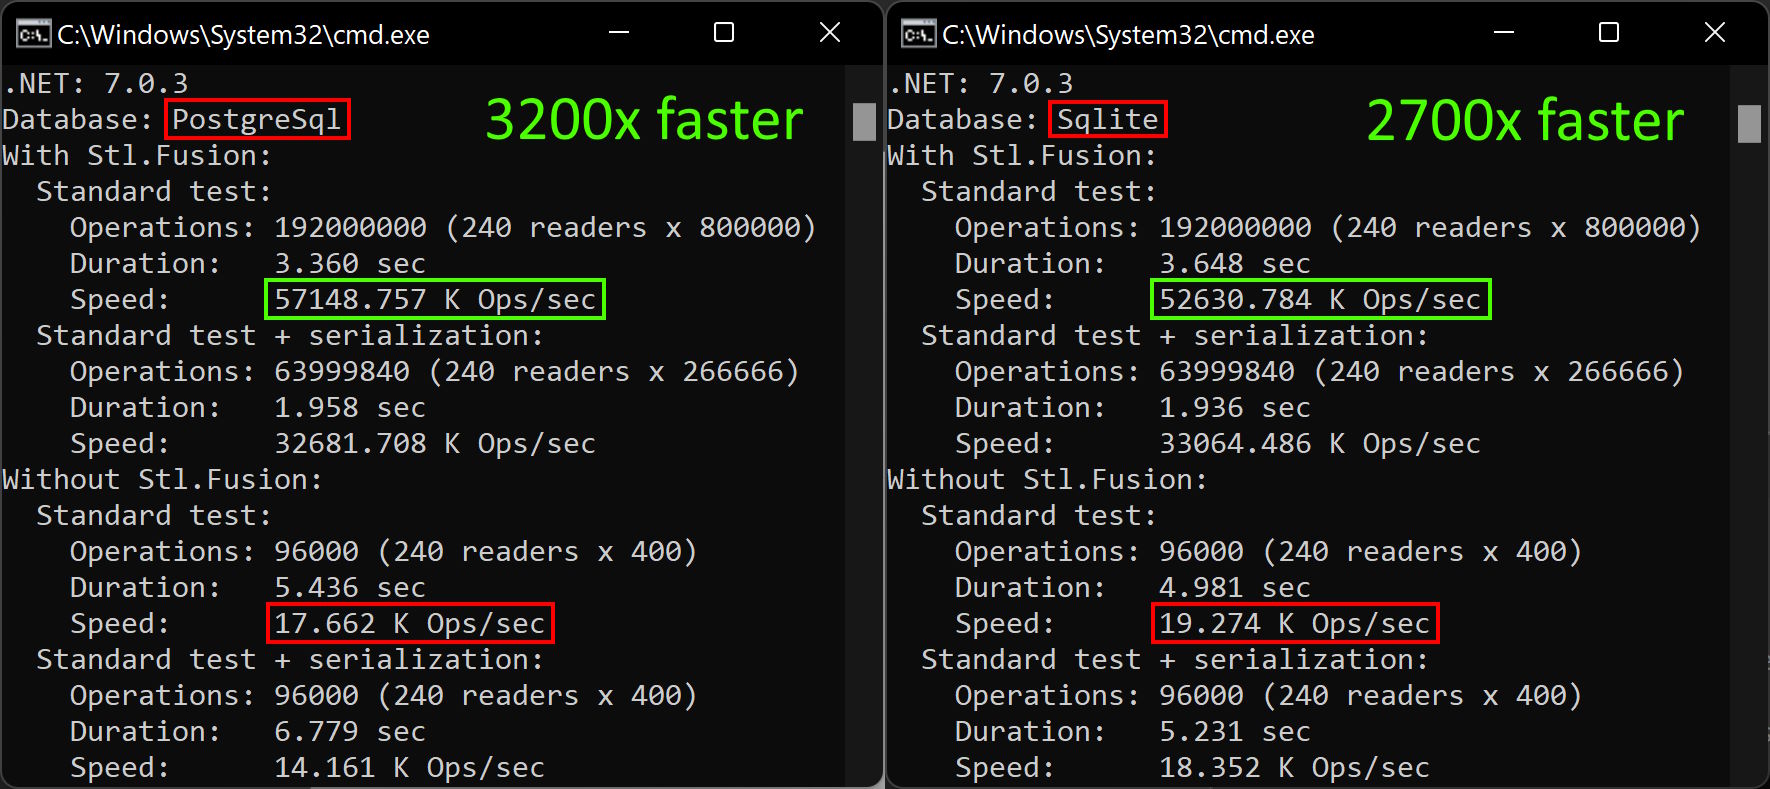 C:\Windows\System32\cmd.exe
.NET: 7.0.3
3200x faster
Database: PostgreSql
With Stl.Fusion:
Standard test:
Operations: 192000000 (240 readers x 800000)
Duration: 3.360 sec
Speed: 57148.757 K Ops/sec
Standard test + serialization:
Operations: 63999840 (240 readers x 266666)
Duration: 1.958 sec
Speed: 32681.708 K Ops/sec
Without Stl.Fusion:
Standard test:
Operations: 96000 (240 readers x 400)
Duration: 5.436 sec
Speed: 17.662 K Ops/sec
Standard test + serialization:
Operations: 96000 (240 readers x 400)
Duration: 6.779 sec
Speed: 14.161 K Ops/sec
C:\Windows\System32\cmd.exe
.NET: 7.0.3
2700x faster
Database: Sqlite
With Stl.Fusion:
Standard test:
Operations: 192000000 (240 readers x 800000)
Duration: 3.648 sec
Speed: 52630.784 K Ops/sec
Standard test + serialization:
Operations: 63999840 (240 readers x 266666)
Duration: 1.936 sec
Speed: 33064.486 K Ops/sec
Without Stl.Fusion:
Standard test:
Operations: 96000 (240 readers x 400)
Duration: 4.981 sec
Speed: 19.274 K Ops/sec
Standard test + serialization:
Operations: 96000 (240 readers x 400)
Duration: 5.231 sec
Speed: 18.352 K Ops/sec